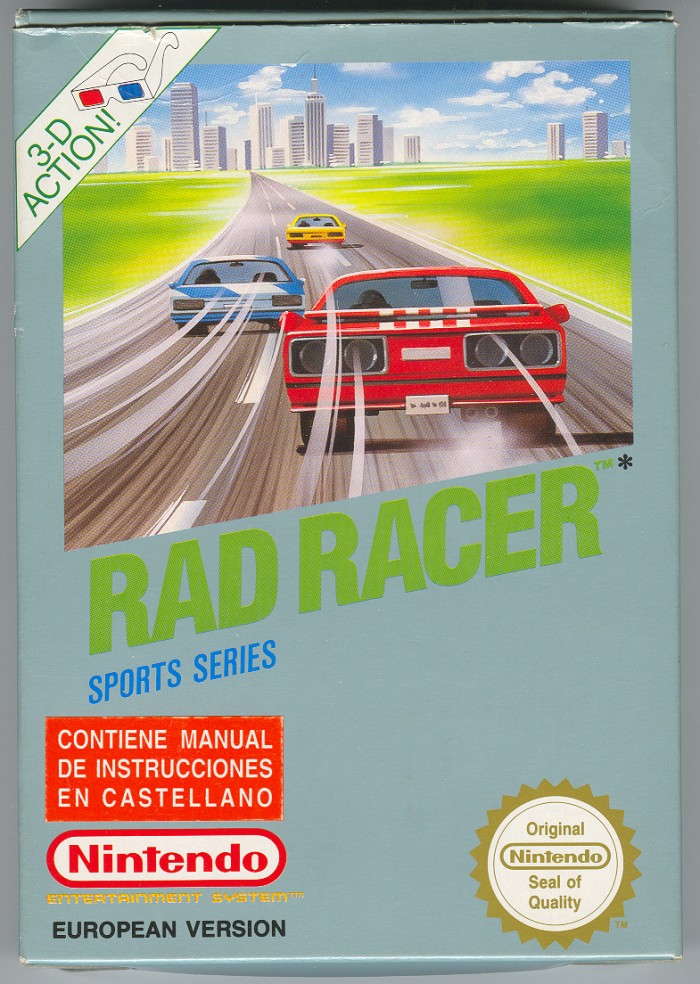 3-D
ACTION!
RAD RACER™*
SPORTS SERIES
CONTIENE MANUAL
DE INSTRUCCIONES
EN CASTELLANO
Nintendo
ENTERTAINMENT SYSTEM™
EUROPEAN VERSION
Original
Nintendo
Seal of
Quality
TM